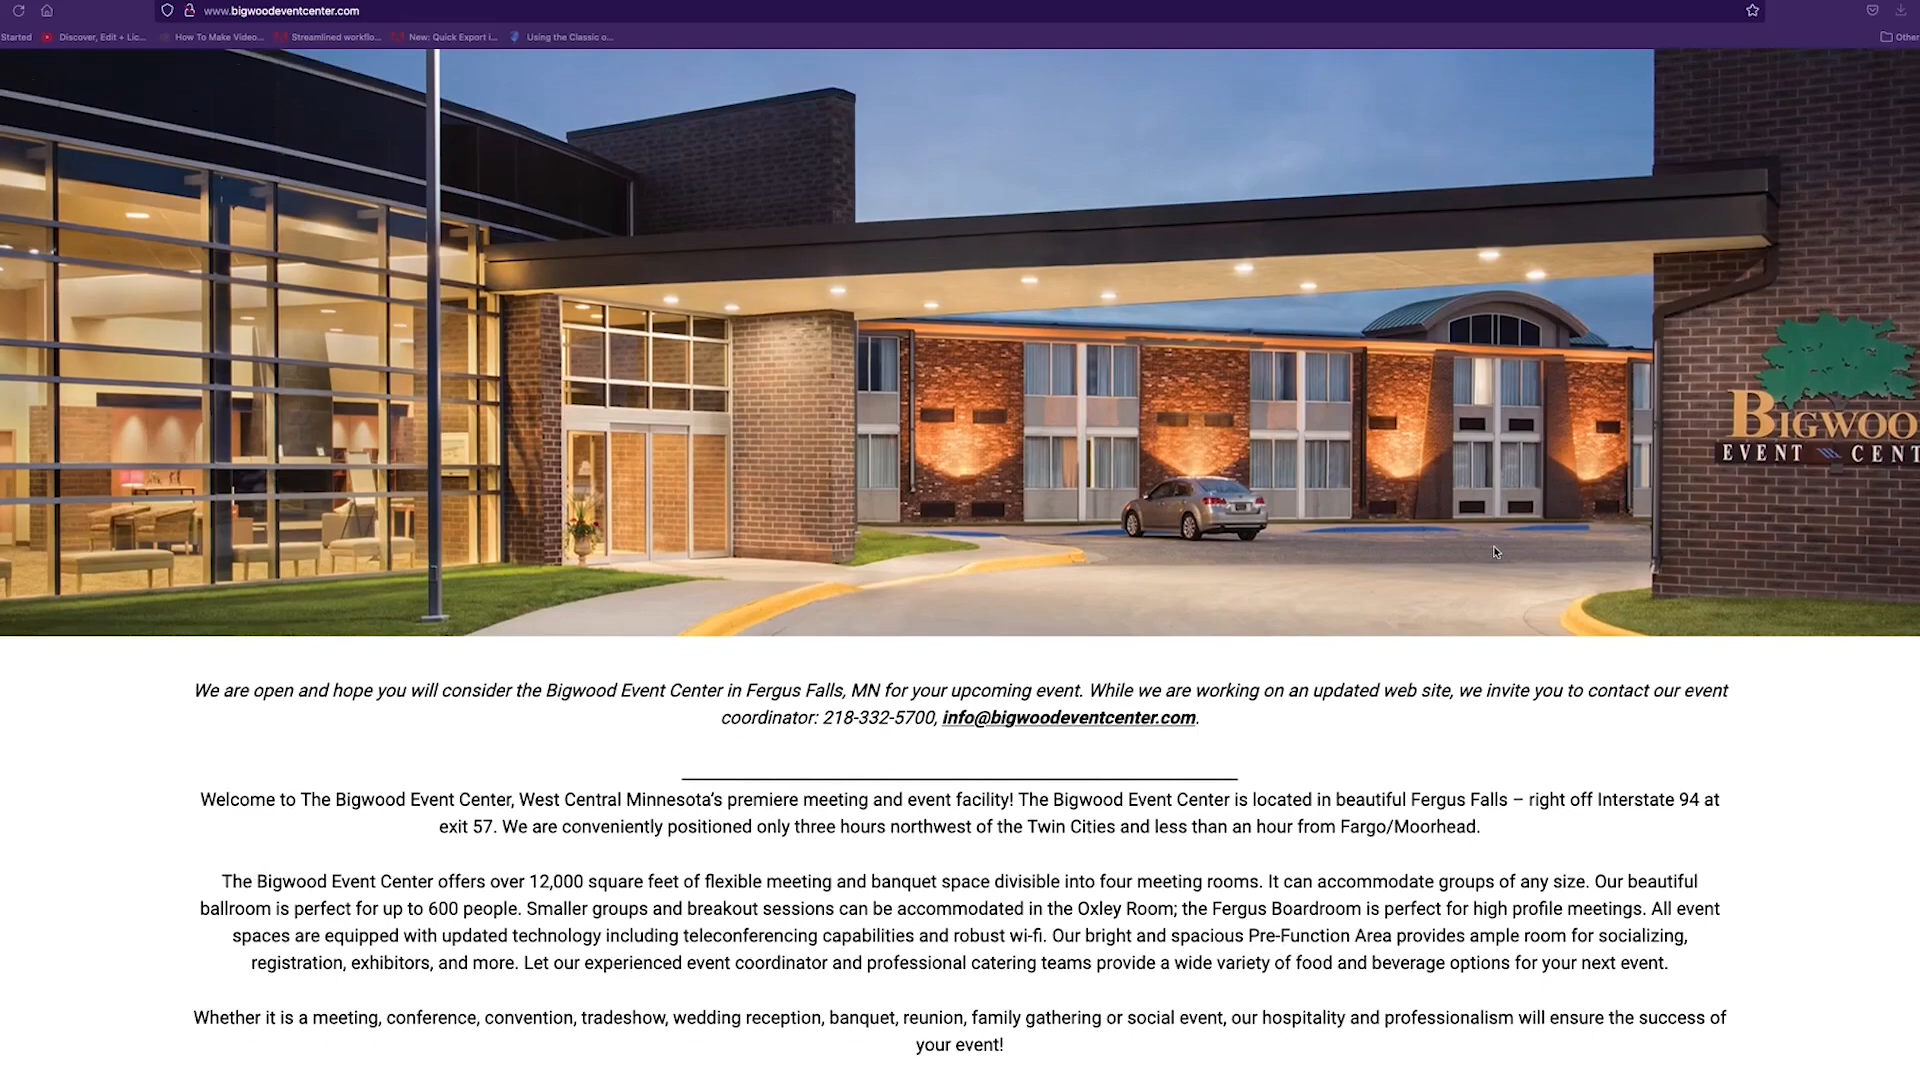 www.bigwoodeventcenter.com
Started
Discover, Edit + Lic...
How To Make Video...
Streamlined workflo...
New: Quick Export i...
Using the Classic o...
Other
BIGWOO
EVENT CENT
We are open and hope you will consider the Bigwood Event Center in Fergus Falls, MN for your upcoming event. While we are working on an updated web site, we invite you to contact our event
coordinator: 218-332-5700, info@bigwoodeventcenter.com.
Welcome to The Bigwood Event Center, West Central Minnesota’s premiere meeting and event facility! The Bigwood Event Center is located in beautiful Fergus Falls – right off Interstate 94 at
exit 57. We are conveniently positioned only three hours northwest of the Twin Cities and less than an hour from Fargo/Moorhead.
The Bigwood Event Center offers over 12,000 square feet of flexible meeting and banquet space divisible into four meeting rooms. It can accommodate groups of any size. Our beautiful
ballroom is perfect for up to 600 people. Smaller groups and breakout sessions can be accommodated in the Oxley Room; the Fergus Boardroom is perfect for high profile meetings. All event
spaces are equipped with updated technology including teleconferencing capabilities and robust wi-fi. Our bright and spacious Pre-Function Area provides ample room for socializing,
registration, exhibitors, and more. Let our experienced event coordinator and professional catering teams provide a wide variety of food and beverage options for your next event.
Whether it is a meeting, conference, convention, tradeshow, wedding reception, banquet, reunion, family gathering or social event, our hospitality and professionalism will ensure the success of
your event!